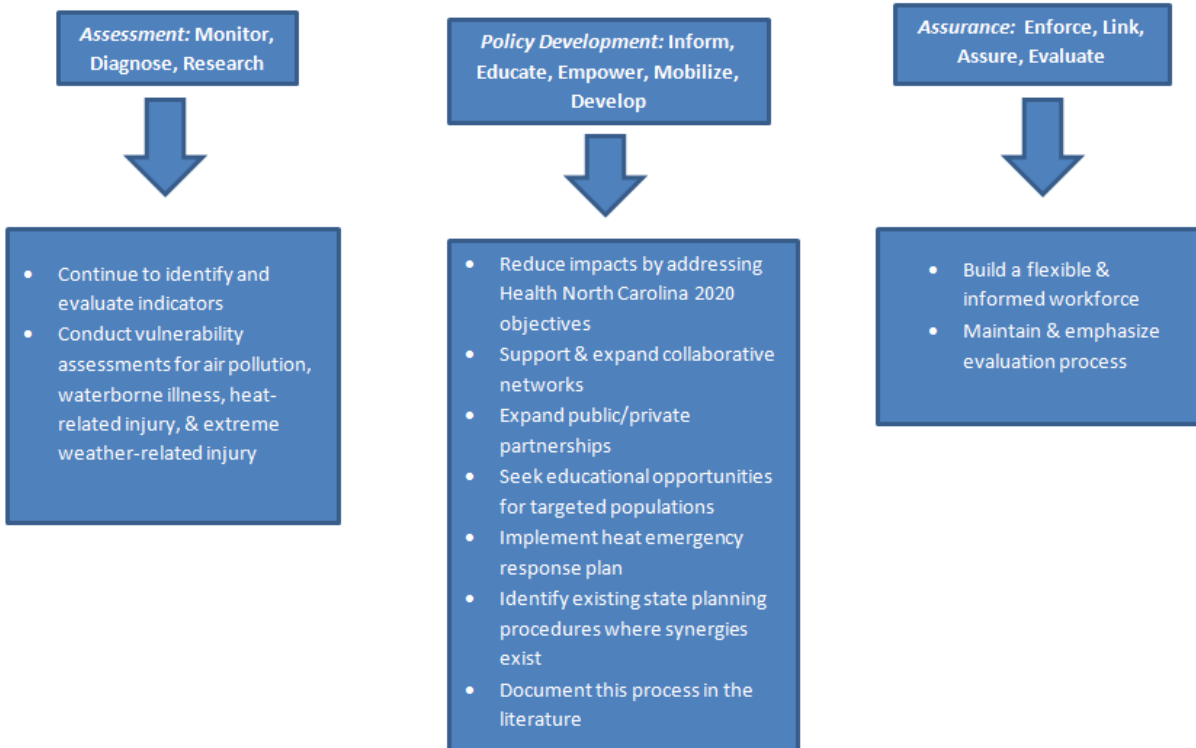 Assessment: Monitor,
Diagnose, Research
• Continue to identify and
evaluate indicators
• Conduct vulnerability
assessments for air pollution,
waterborne illness, heat-
related injury, & extreme
weather-related injury
Policy Development: Inform,
Educate, Empower, Mobilize,
Develop
• Reduce impacts by addressing
Health North Carolina 2020
objectives
• Support & expand collaborative
networks
• Expand public/private
partnerships
• Seek educational opportunities
for targeted populations
• Implement heat emergency
response plan
• Identify existing state planning
procedures where synergies
exist
• Document this process in the
literature
Assurance: Enforce, Link,
Assure, Evaluate
• Build a flexible &
informed workforce
• Maintain & emphasize
evaluation process